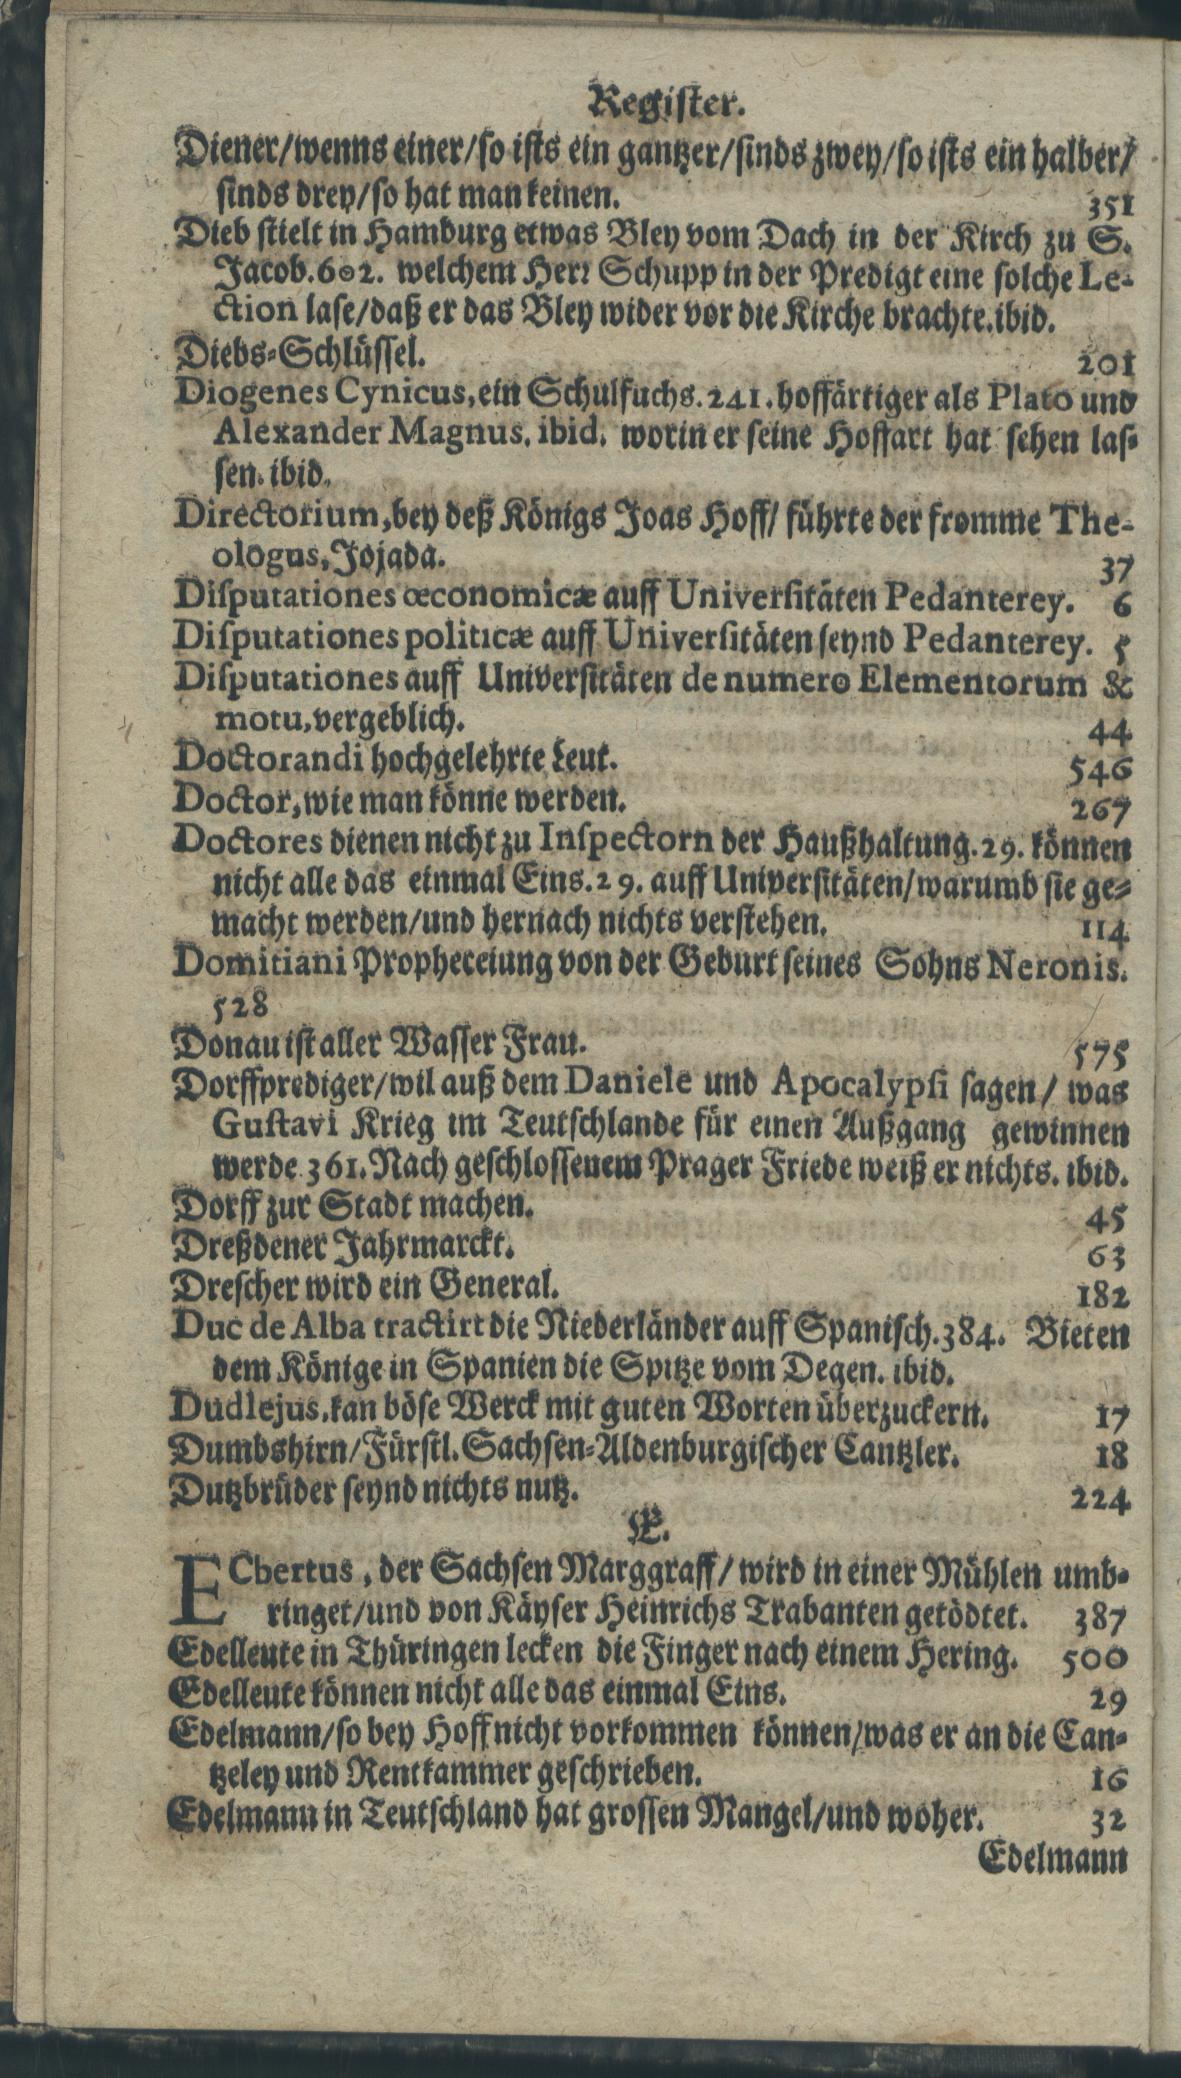 Register.
Diener/wenns einer/so ists ein gantzer/sinds zwey/so ists ein halber/
sinds drey/so hat man keinen. 351
Dieb stielt in Hamburg etwas Bley vom Dach in der Kirch zu S.
Jacob. 602. welchem Herr Schupp in der Predigt eine solche Le-
ction lase/daß er das Bley wider vor die Kirche brachte. ibid.
Diebs-Schlüssel. 201
Diogenes Cynicus, ein Schulfuchs. 241. hoffärtiger als Plato und
Alexander Magnus, ibid. worin er seine Hoffart hat sehen las-
sen. ibid.
Directorium, bey deß Königs Joas Hoff/ führte der fromme The-
ologus, Jojada. 37
Disputationes œconomicæ auff Universitäten Pedanterey. 6
Disputationes politicæ auff Universitäten seynd Pedanterey. 5
Disputationes auff Universitäten de numero Elementorum &
motu, vergeblich. 44
Doctorandi hochgelehrte Leut. 546
Doctor, wie man könne werden. 267
Doctores dienen nicht zu Inspectorn der Haußhaltung. 29. können
nicht alle das einmal Eins. 29. auff Universitäten/warumb sie ge-
macht werden/und hernach nichts verstehen. 114
Domitiani Propheceiung von der Geburt seines Sohns Neronis.
528
Donau ist aller Wasser Frau. 575
Dorffprediger/wil auß dem Daniele und Apocalypsi sagen/ was
Gustavi Krieg im Teutschlande für einen Außgang gewinnen
werde 361. Nach geschlossenem Prager Friede weiß er nichts. ibid.
Dorff zur Stadt machen. 45
Dreßdener Jahrmarckt. 63
Drescher wird ein General. 182
Duc de Alba tractirt die Niederländer auff Spanisch. 384. Bieten
dem Könige in Spanien die Spitze vom Degen. ibid.
Dudlejus, kan böse Werck mit guten Worten überzuckern. 17
Dumbshirn/Fürstl. Sachsen-Aldenburgischer Cantzler. 18
Dutzbrüder seynd nichts nutz. 224
E.
ECbertus, der Sachsen Marggraff/ wird in einer Mühlen umb-
ringet/und von Käyser Heinrichs Trabanten getödtet. 387
Edelleute in Thüringen lecken die Finger nach einem Hering. 500
Edelleute können nicht alle das einmal Eins. 29
Edelmann/so bey Hoff nicht vorkommen können/was er an die Can-
tzeley und Rentkammer geschrieben. 16
Edelmann in Teutschland hat grossen Mangel/und woher. 32
Edelmann